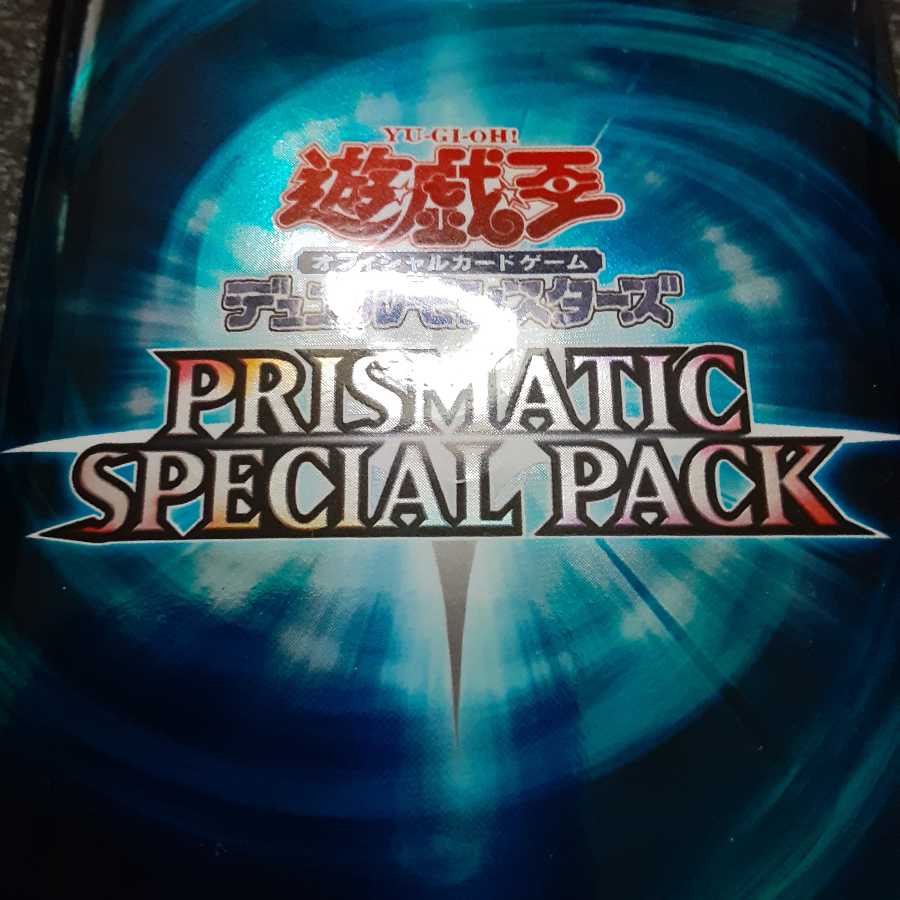 YU-GI-OH!
遊戯王
オフィシャルカードゲーム
デュエルモンスターズ
PRISMATIC
SPECIAL PACK